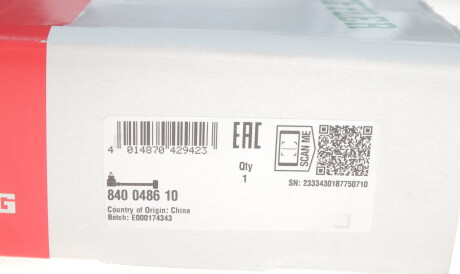 4 014870 429423
EAC
Qty
1
SCAN ME
SN: 2333430187750710
840 0486 10
Country of Origin: China
Batch: E000174343
G